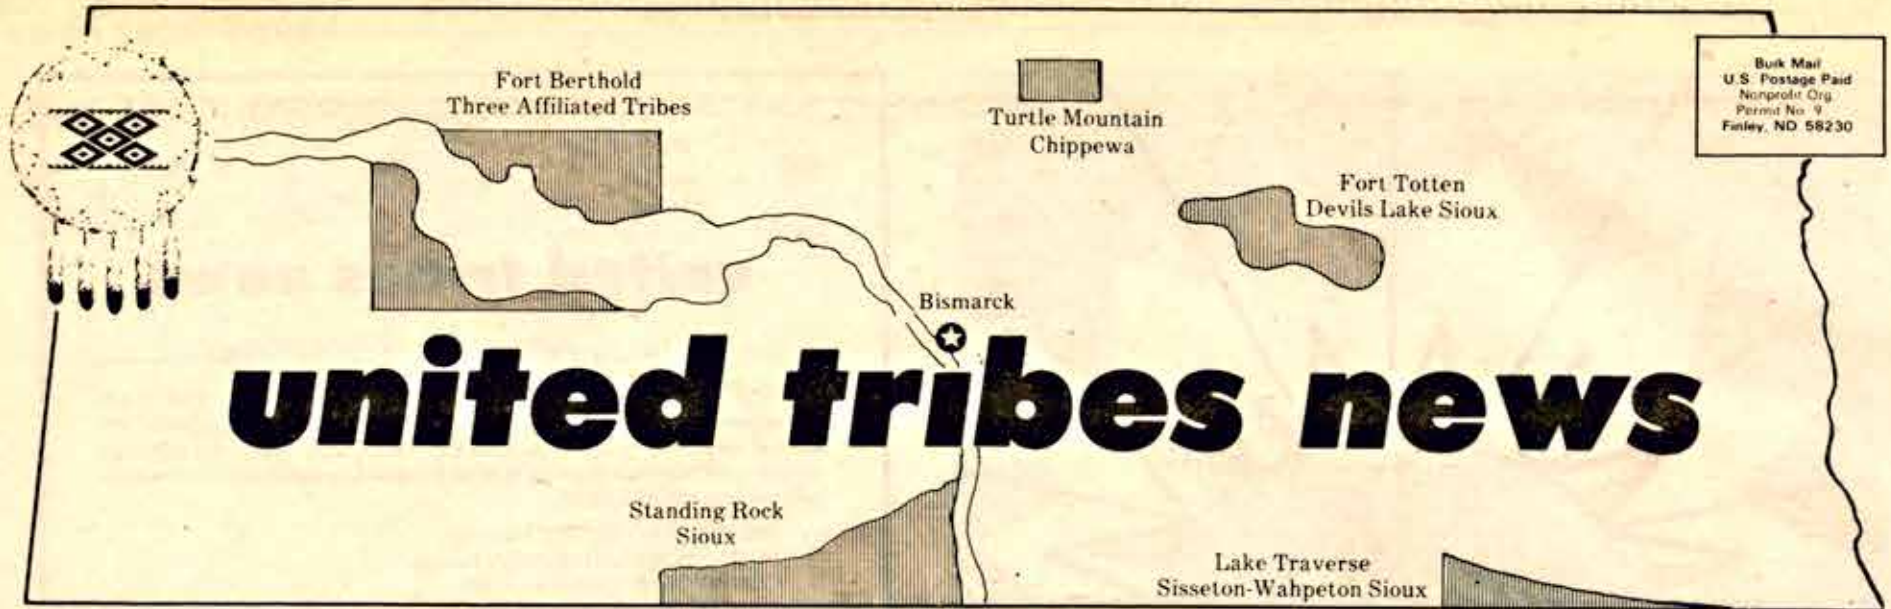 Fort Berthold
Three Affiliated Tribes
Turtle Mountain
Chippewa
Bulk Mail
U.S. Postage Paid
Nonprofit Org
Permit No. 9
Finley, ND 58230
Fort Totten
Devils Lake Sioux
Bismarck
united tribes news
Standing Rock
Sioux
Lake Traverse
Sisseton-Wahpeton Sioux